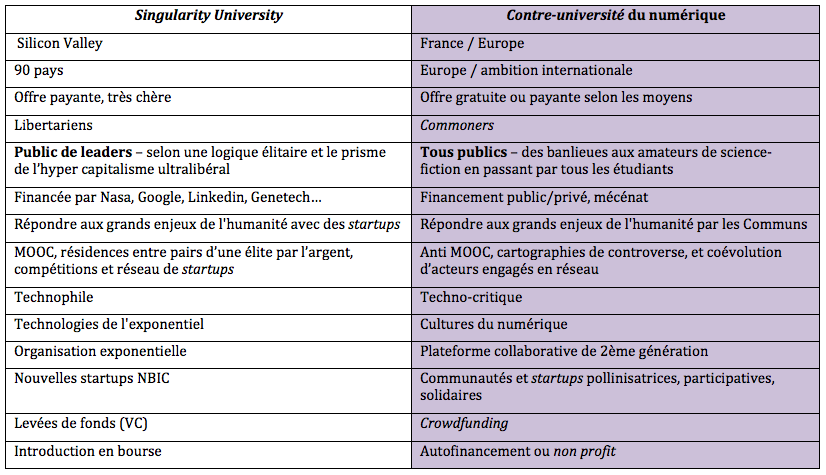 Singularity University
Contre-université du numérique
Silicon Valley
France / Europe
90 pays
Europe / ambition internationale
Offre payante, très chère
Offre gratuite ou payante selon les moyens
Libertariens
Commoners
Public de leaders – selon une logique élitaire et le prisme
de l'hyper capitalisme ultralibéral
Tous publics – des banlieues aux amateurs de science-
fiction en passant par tous les étudiants
Financée par Nasa, Google, Linkedin, Genetech…
Financement public/privé, mécénat
Répondre aux grands enjeux de l'humanité avec des startups
Répondre aux grands enjeux de l'humanité par les Communs
MOOC, résidences entre pairs d'une élite par l'argent,
compétitions et réseau de startups
Anti MOOC, cartographies de controverse, et coévolution
d'acteurs engagés en réseau
Technophile
Techno-critique
Technologies de l'exponentiel
Cultures du numérique
Organisation exponentielle
Plateforme collaborative de 2ème génération
Nouvelles startups NBIC
Communautés et startups pollinisatrices, participatives,
solidaires
Levées de fonds (VC)
Crowdfunding
Introduction en bourse
Autofinancement ou non profit